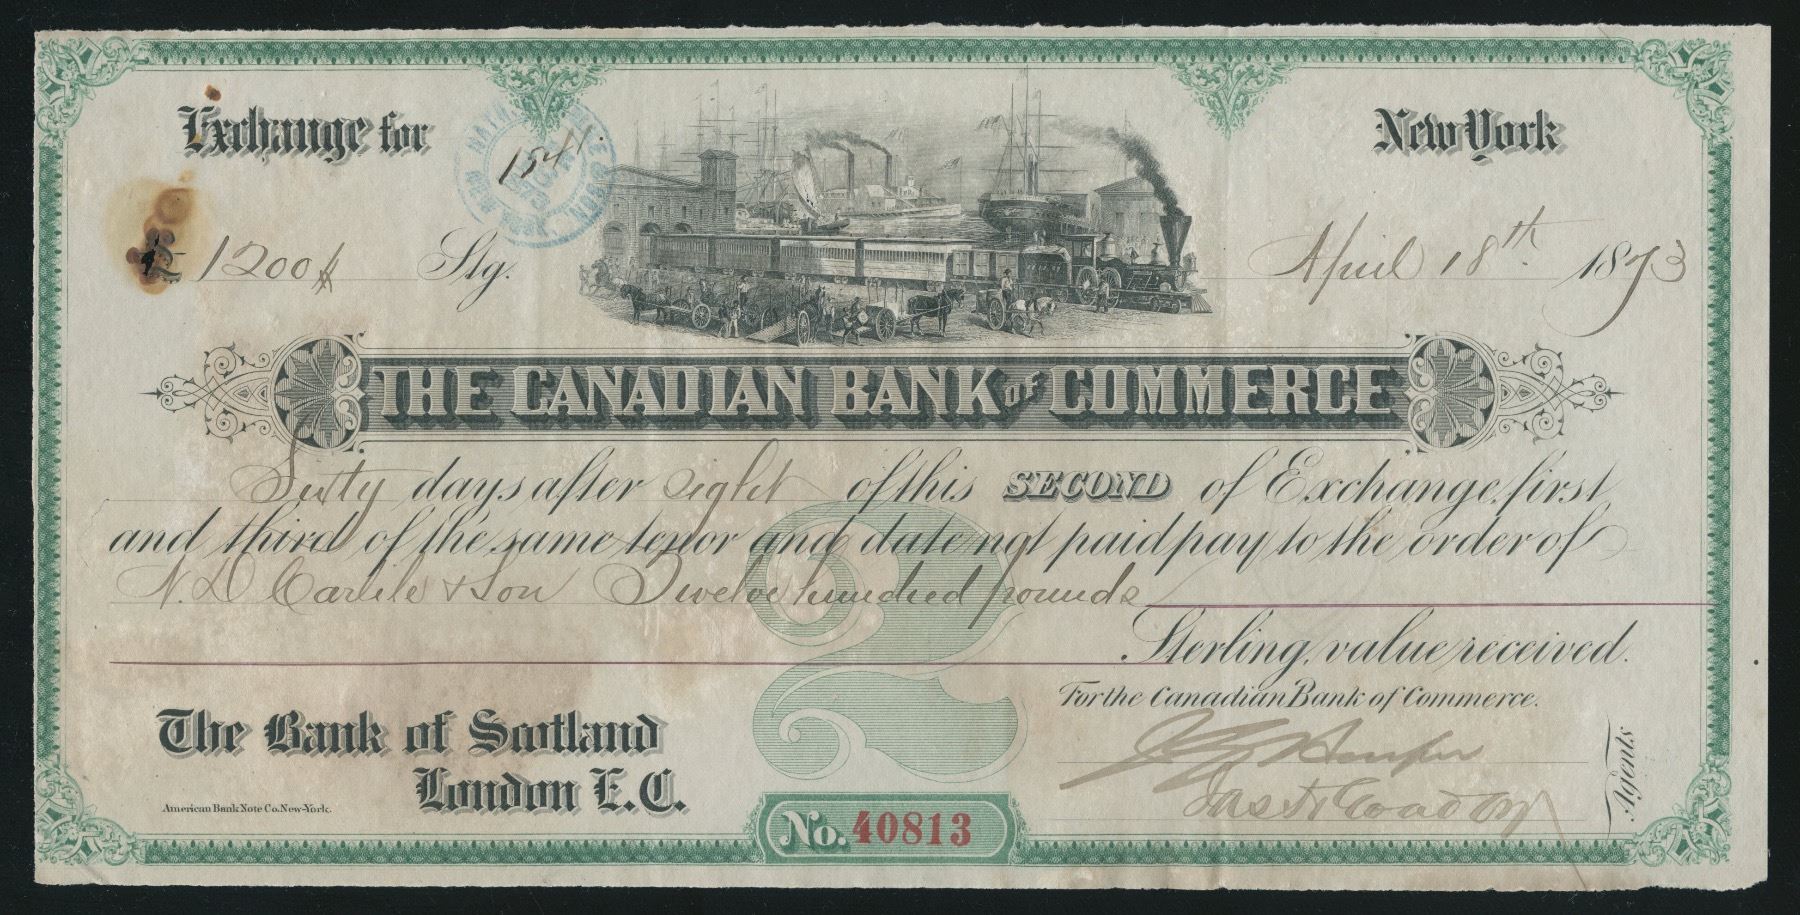 Exchange for New York
1541
£ 1200 Stg. April 18th 1873
THE CANADIAN BANK OF COMMERCE
Sixty days after sight of this SECOND of Exchange, first
and third of the same tenor and date not paid pay to the order of
N. D Carlile & Son Twelve hundred pounds
Sterling, value received.
For the Canadian Bank of Commerce.
The Bank of Scotland
London E.C.
Agents
American Bank Note Co. New-York.
No. 40813